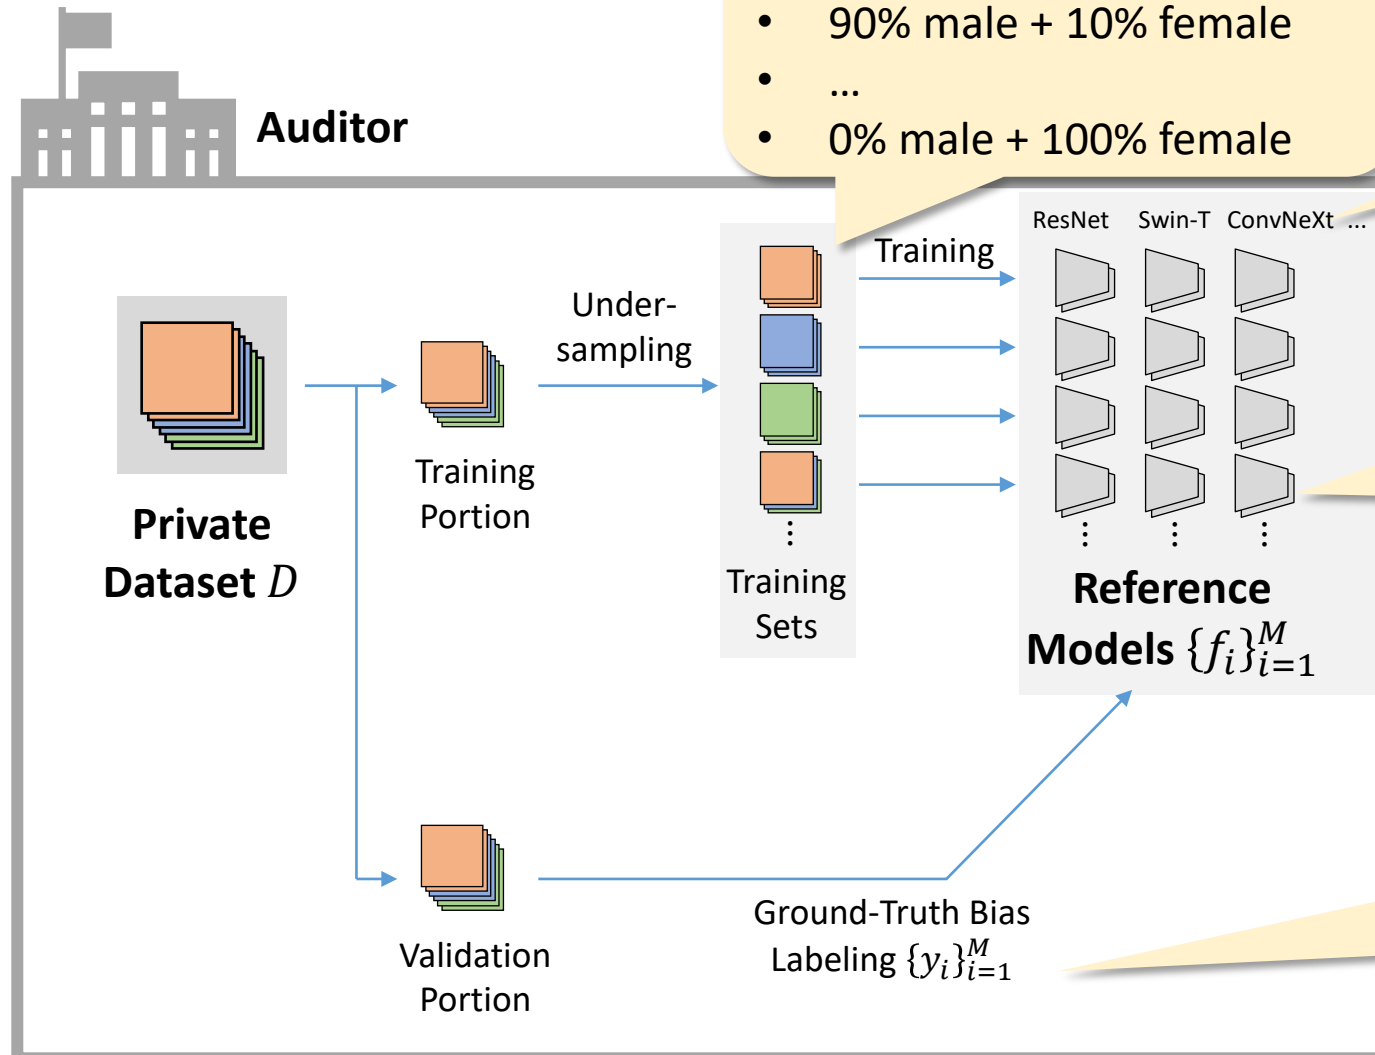 • 90% male + 10% female
• ...
• 0% male + 100% female
Auditor
ResNet Swin-T ConvNeXt ...
Training
Under-
sampling
Training
Portion
Private
Dataset D
Training
Sets
Reference
Models {f_i}_{i=1}^M
Ground-Truth Bias
Labeling {y_i}_{i=1}^M
Validation
Portion